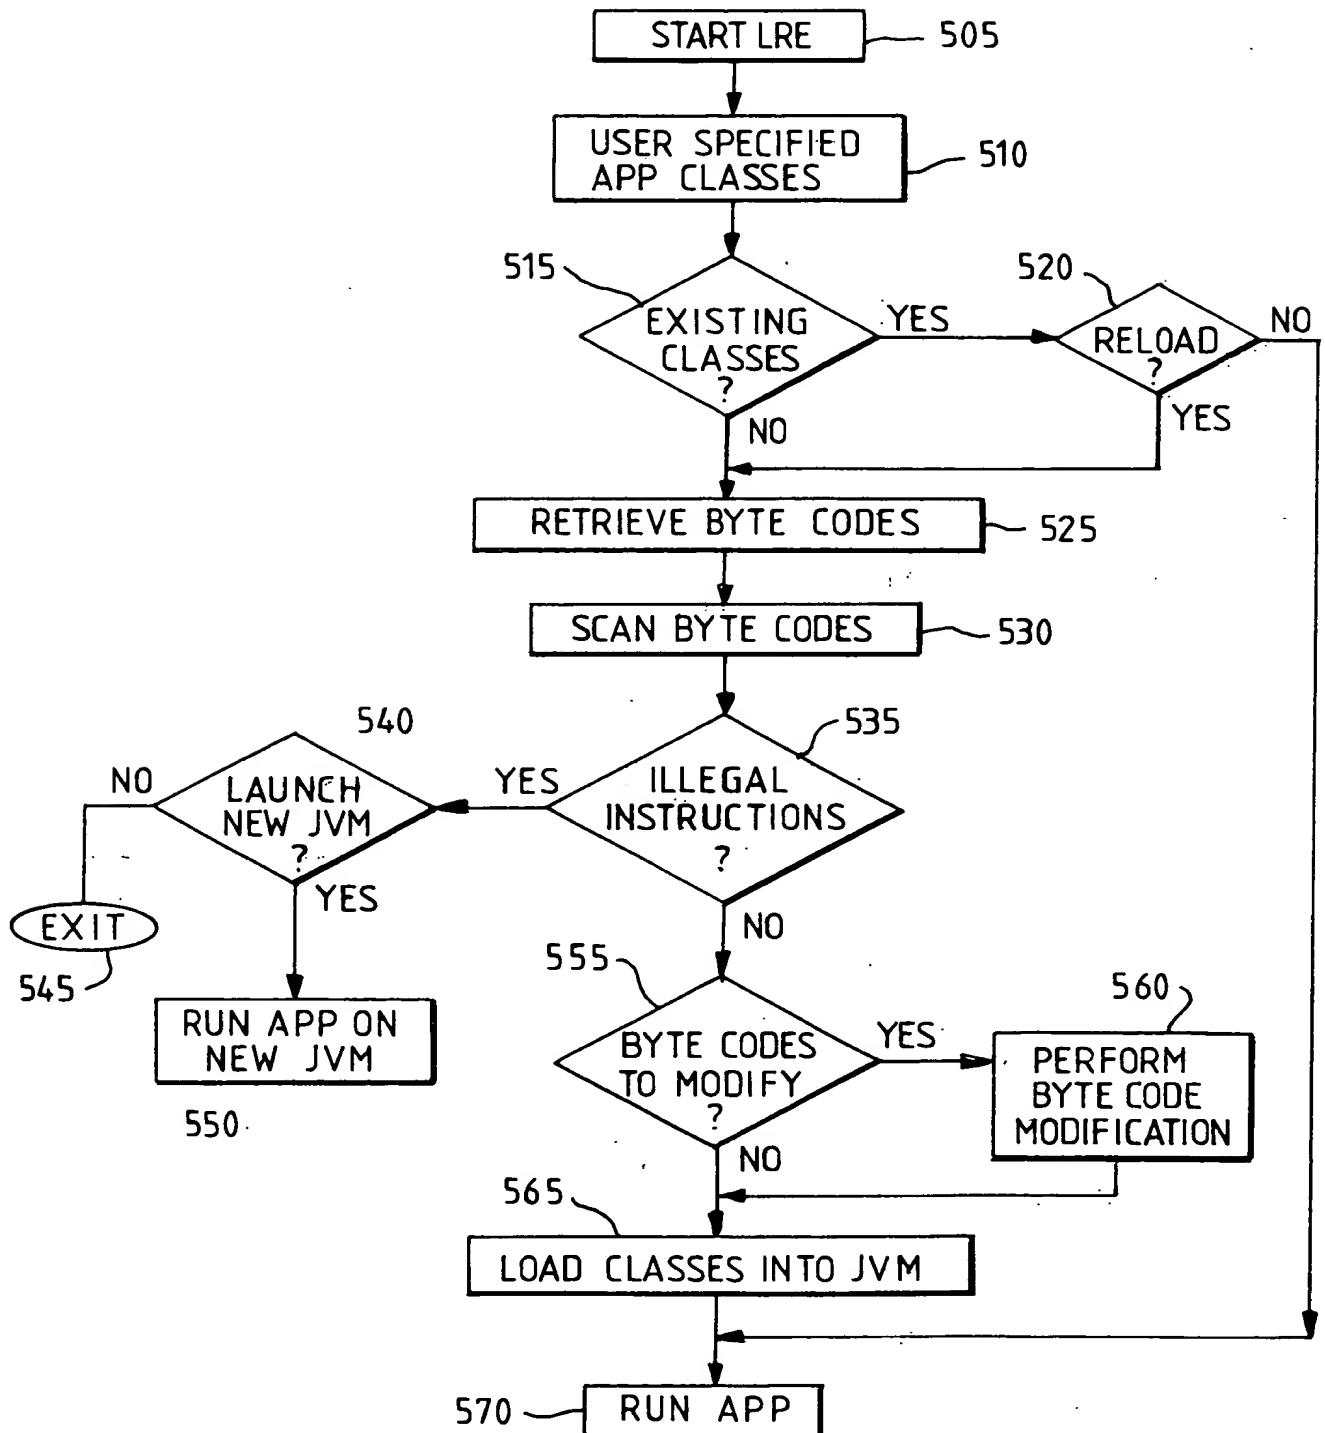 START LRE
505
USER SPECIFIED
APP CLASSES
510
515
EXISTING
CLASSES
?
YES
NO
520
RELOAD
?
NO
YES
RETRIEVE BYTE CODES
525
SCAN BYTE CODES
530
535
ILLEGAL
INSTRUCTIONS
?
YES
NO
540
LAUNCH
NEW JVM
?
NO
YES
EXIT
545
RUN APP ON
NEW JVM
550
555
BYTE CODES
TO MODIFY
?
YES
NO
560
PERFORM
BYTE CODE
MODIFICATION
565
LOAD CLASSES INTO JVM
570
RUN APP